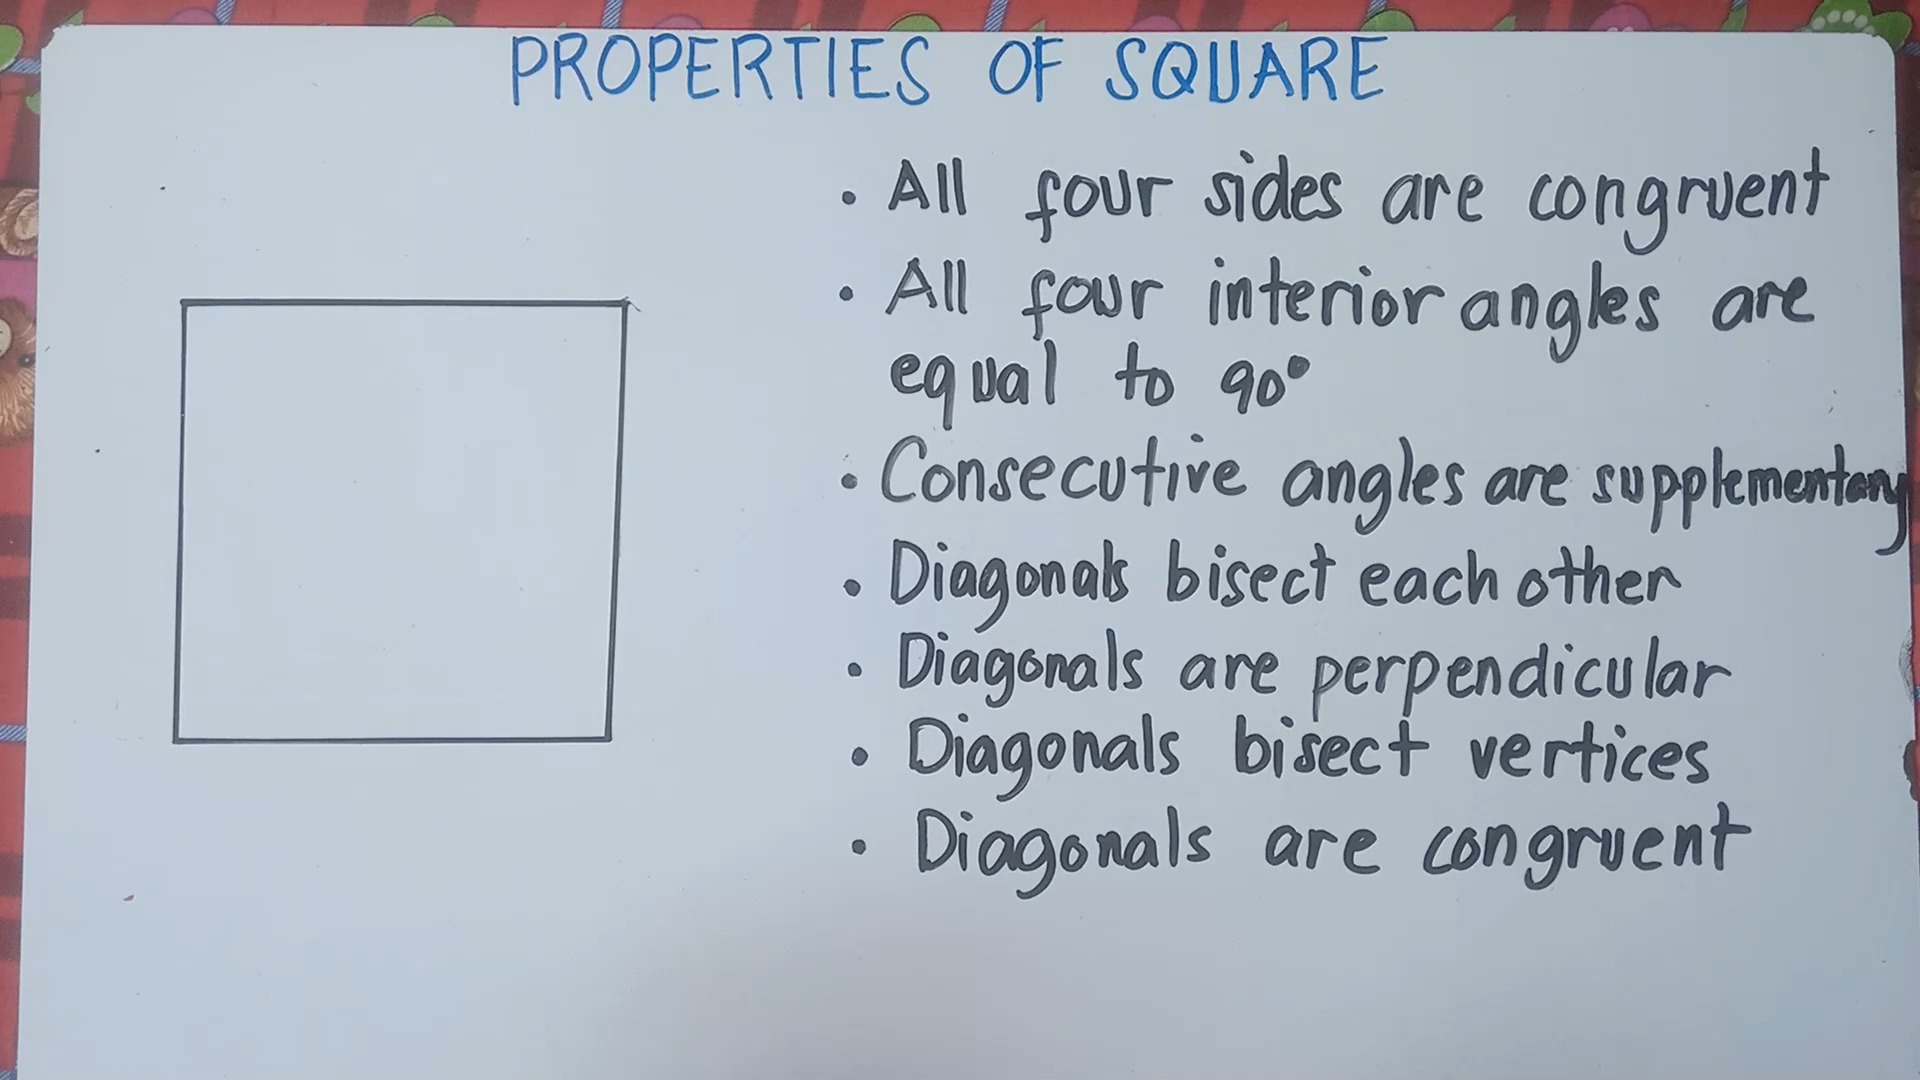 PROPERTIES OF SQUARE
• All four sides are congruent
• All four interior angles are
equal to 90°
• Consecutive angles are supplementary
• Diagonals bisect each other
• Diagonals are perpendicular
• Diagonals bisect vertices
• Diagonals are congruent